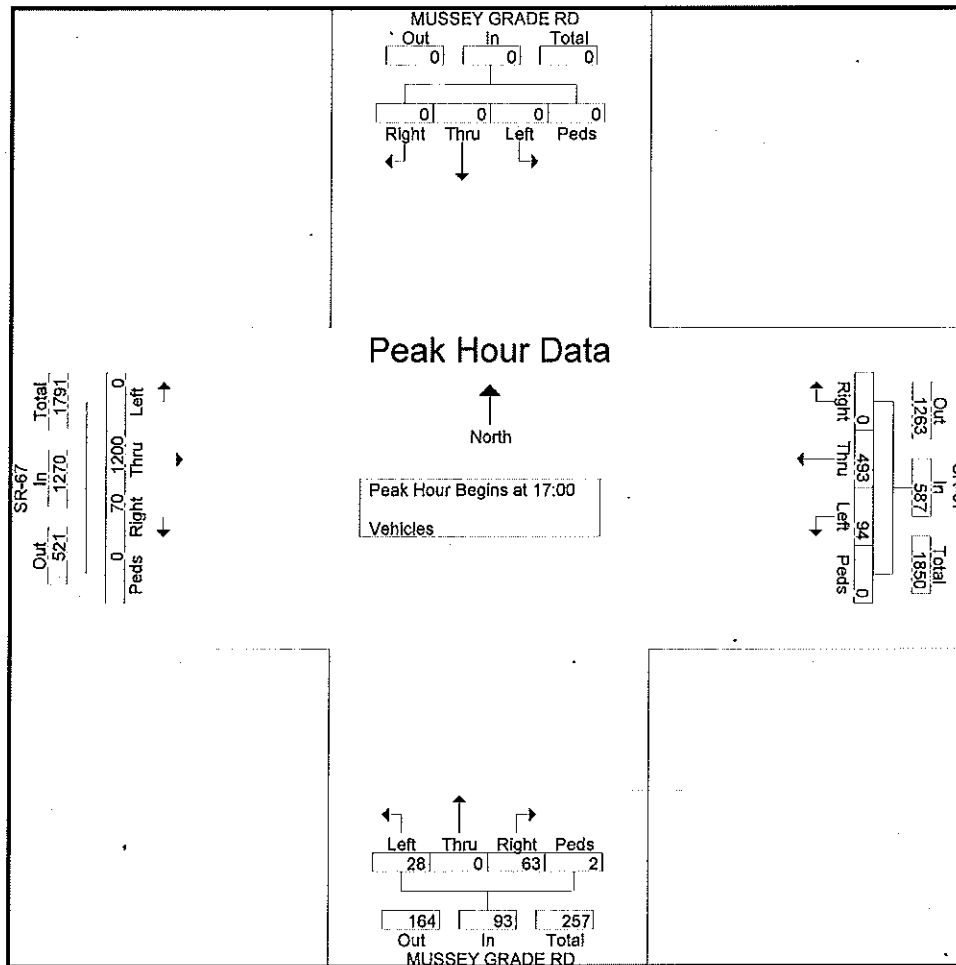 MUSSEY GRADE RD
Out In Total
0 0 0
0 0 0 0
Right Thru Left Peds
Peak Hour Data
North
Peak Hour Begins at 17:00
Vehicles
SR-67
Total In Out
1791 1270 521
0 1200 70 0
Left Thru Right Peds
Out In Total
1263 587 1850
0 493 94 0
Right Thru Left Peds
Left Thru Right Peds
28 0 63 2
164 93 257
Out In Total
MUSSEY GRADE RD